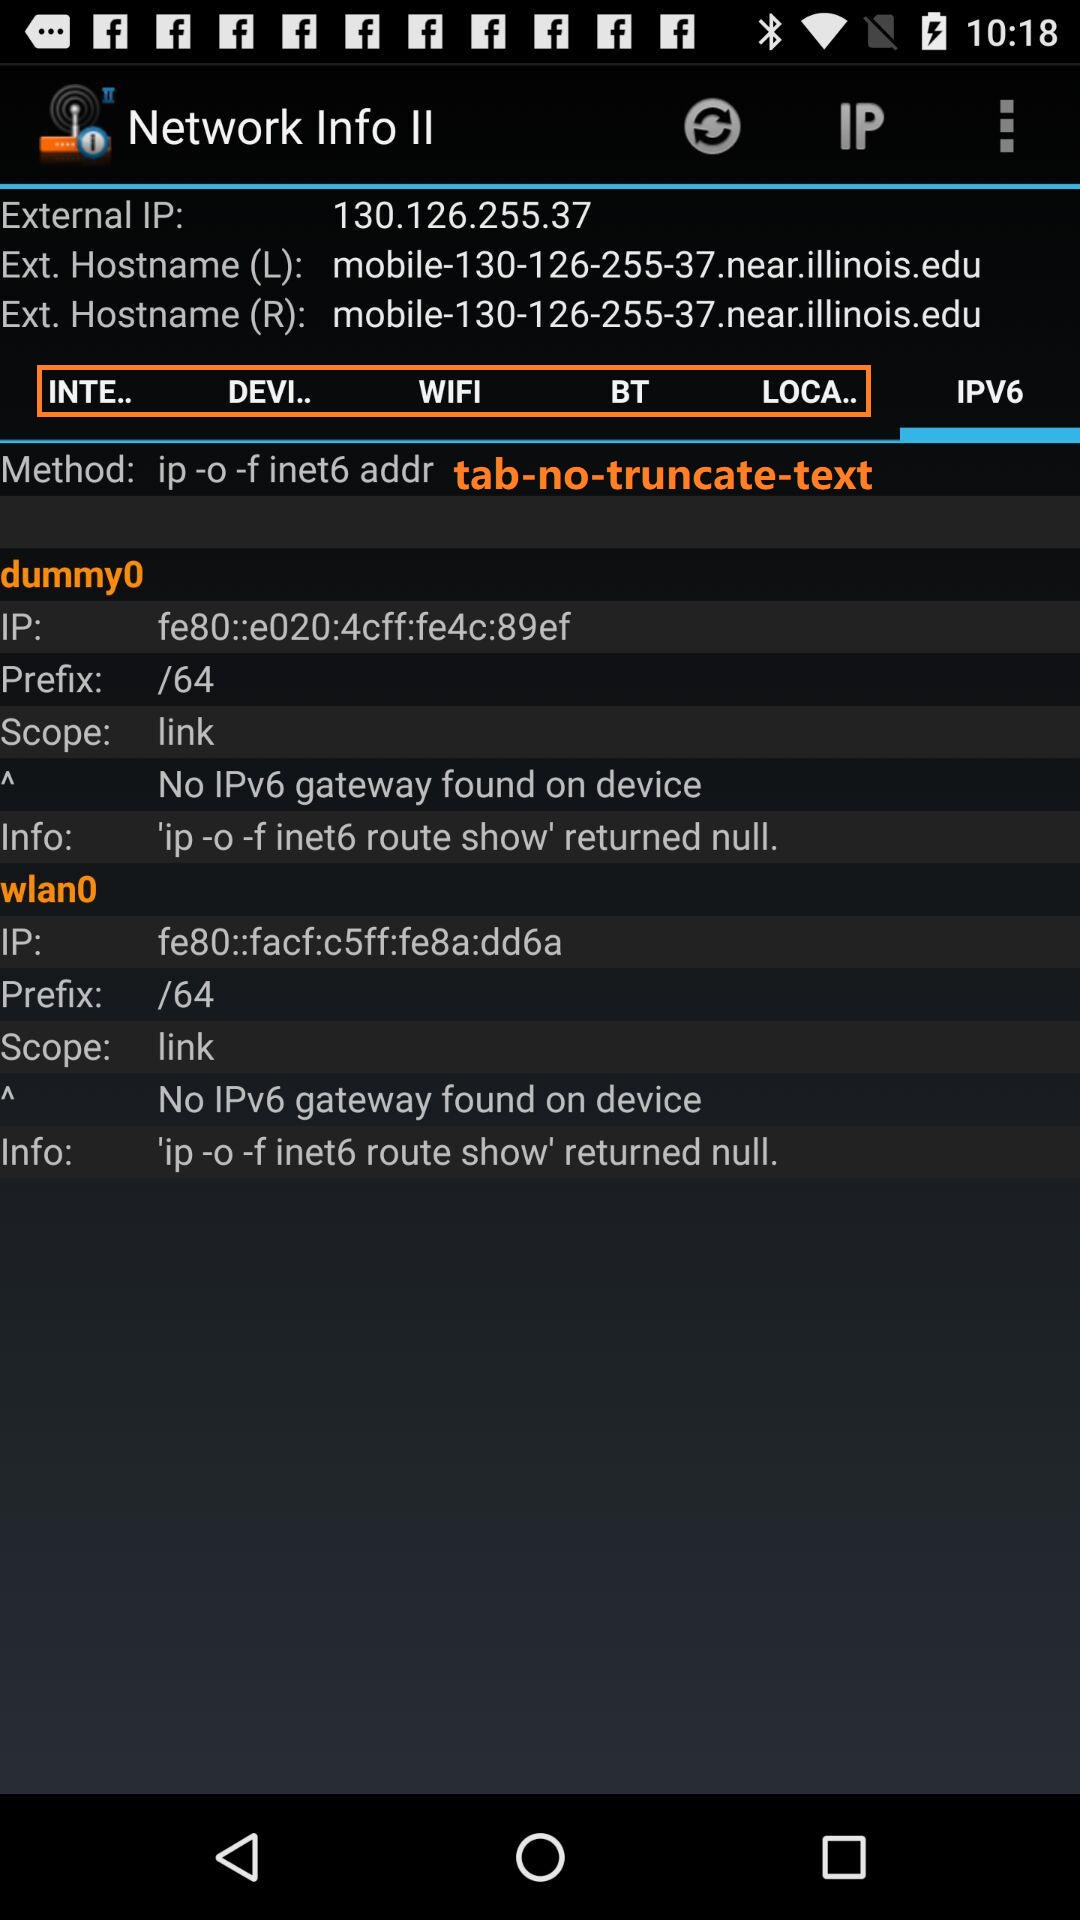 10:18
Network Info II
IP
External IP: 130.126.255.37
Ext. Hostname (L): mobile-130-126-255-37.near.illinois.edu
Ext. Hostname (R): mobile-130-126-255-37.near.illinois.edu
INTE.. DEVI.. WIFI BT LOCA.. IPV6
Method: ip -o -f inet6 addr tab-no-truncate-text
dummy0
IP: fe80::e020:4cff:fe4c:89ef
Prefix: /64
Scope: link
^ No IPv6 gateway found on device
Info: 'ip -o -f inet6 route show' returned null.
wlan0
IP: fe80::facf:c5ff:fe8a:dd6a
Prefix: /64
Scope: link
^ No IPv6 gateway found on device
Info: 'ip -o -f inet6 route show' returned null.